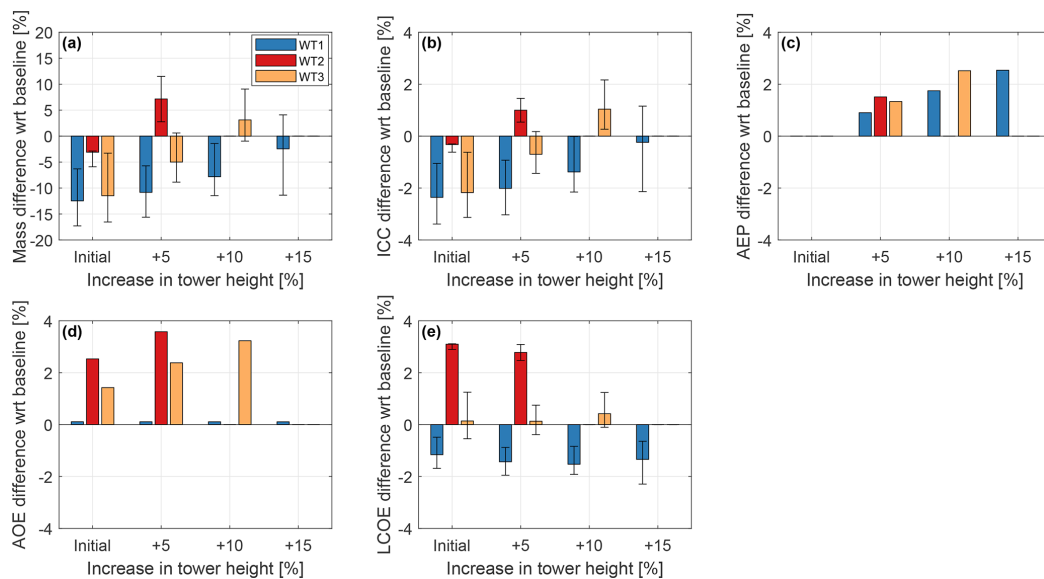 (a)
WT1
WT2
WT3
Mass difference wrt baseline [%]
20
15
10
5
0
-5
-10
-15
-20
Initial
+5
+10
+15
Increase in tower height [%]
(b)
ICC difference wrt baseline [%]
4
2
0
-2
-4
Initial
+5
+10
+15
Increase in tower height [%]
(c)
AEP difference wrt baseline [%]
4
2
0
-2
-4
Initial
+5
+10
+15
Increase in tower height [%]
(d)
AOE difference wrt baseline [%]
4
2
0
-2
-4
Initial
+5
+10
+15
Increase in tower height [%]
(e)
LCOE difference wrt baseline [%]
4
2
0
-2
-4
Initial
+5
+10
+15
Increase in tower height [%]